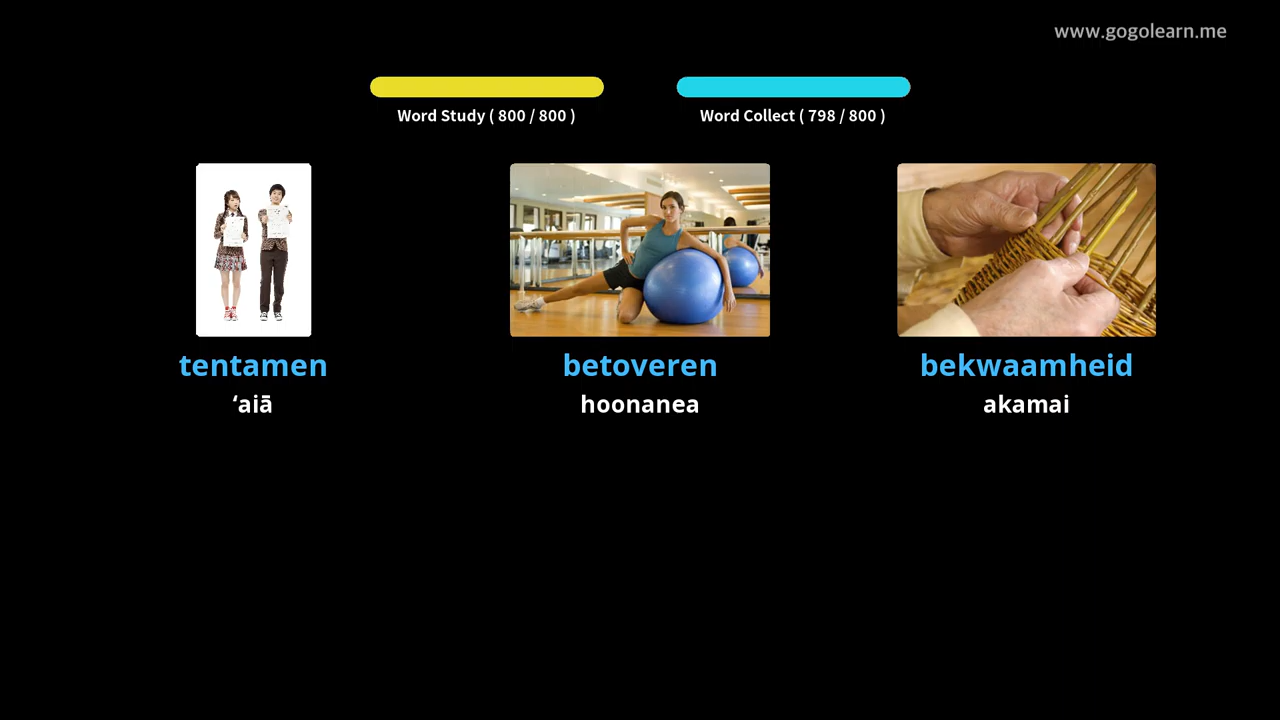 www.gogolearn.me
Word Study ( 800 / 800 )
Word Collect ( 798 / 800 )
tentamen
betoveren
bekwaamheid
ʻaiā
hoonanea
akamai